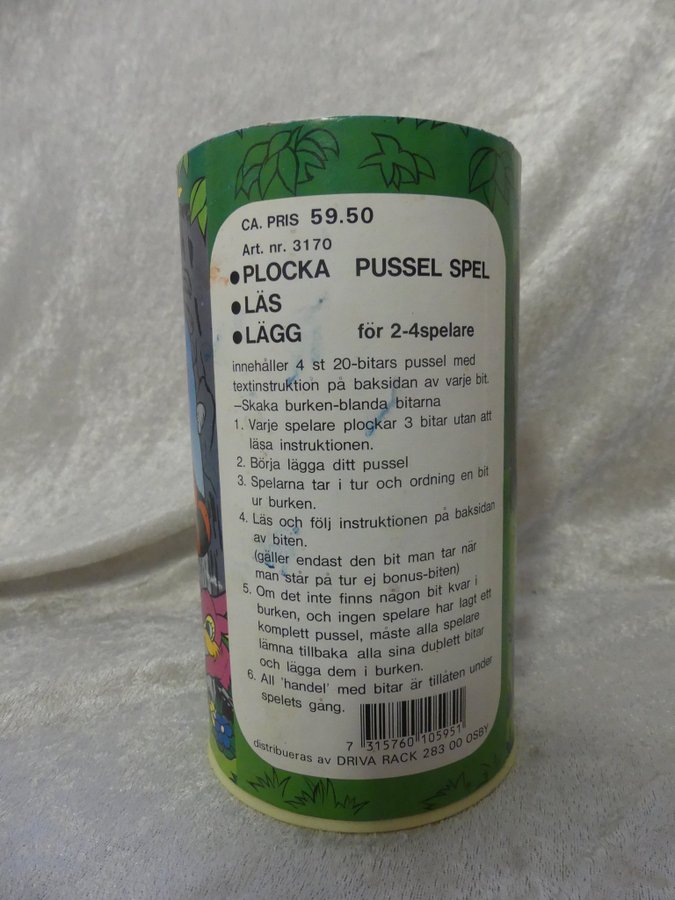 CA. PRIS 59.50
Art. nr. 3170
●PLOCKA PUSSEL SPEL
●LÄS
●LÄGG för 2-4spelare
innehåller 4 st 20-bitars pussel med
textinstruktion på baksidan av varje bit.
–Skaka burken-blanda bitarna
1. Varje spelare plockar 3 bitar utan att
läsa instruktionen.
2. Börja lägga ditt pussel
3. Spelarna tar i tur och ordning en bit
ur burken.
4. Läs och följ instruktionen på baksidan
av biten.
(gäller endast den bit man tar när
man står på tur ej bonus-biten)
5. Om det inte finns någon bit kvar i
burken, och ingen spelare har lagt ett
komplett pussel, måste alla spelare
lämna tillbaka alla sina dublett bitar
och lägga dem i burken.
6. All 'handel' med bitar är tillåten under
spelets gång.
7 315760 105951
distribueras av DRIVA RACK 283 00 OSBY